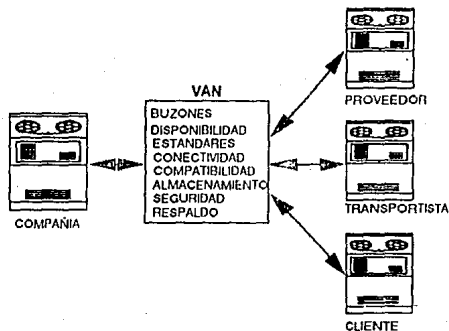 VAN
BUZONES
DISPONIBILIDAD
ESTANDARES
CONECTIVIDAD
COMPATIBILIDAD
ALMACENAMIENTO
SEGURIDAD
RESPALDO
COMPAÑIA
PROVEEDOR
TRANSPORTISTA
CLIENTE